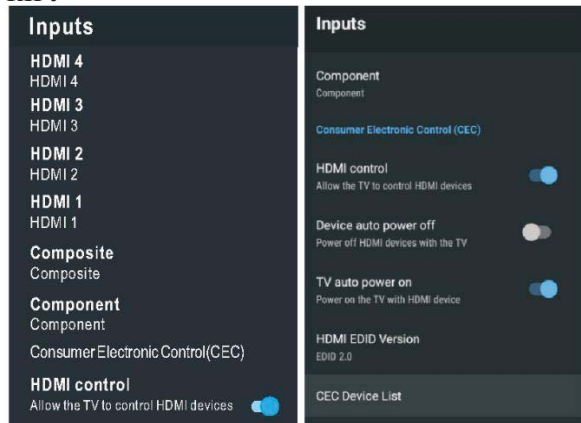 Inputs
HDMI 4
HDMI 4
HDMI 3
HDMI 3
HDMI 2
HDMI 2
HDMI 1
HDMI 1
Composite
Composite
Component
Component
Consumer Electronic Control(CEC)
HDMI control
Allow the TV to control HDMI devices
Inputs
Component
Component
Consumer Electronic Control (CEC)
HDMI control
Allow the TV to control HDMI devices
Device auto power off
Power off HDMI devices with the TV
TV auto power on
Power on the TV with HDMI device
HDMI EDID Version
EDID 2.0
CEC Device List